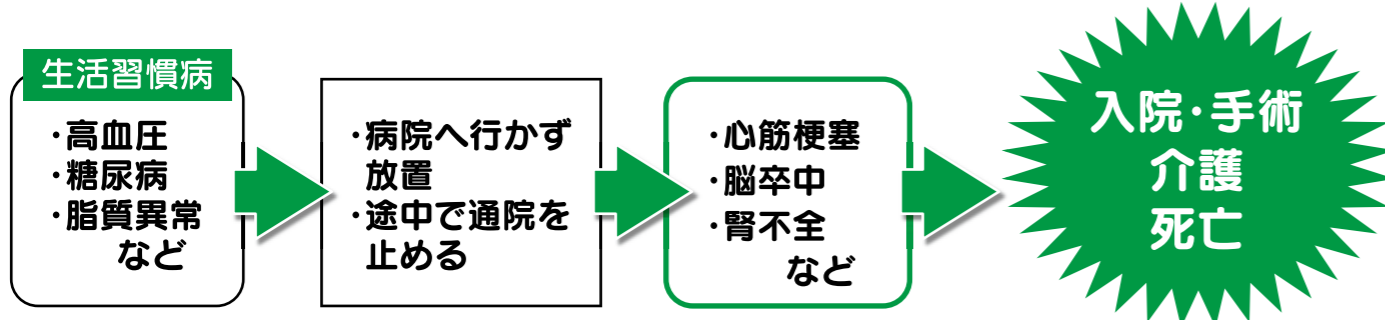 生活習慣病
・高血圧
・糖尿病
・脂質異常
など
・病院へ行かず
放置
・途中で通院を
止める
・心筋梗塞
・脳卒中
・腎不全
など
入院・手術
介護
死亡